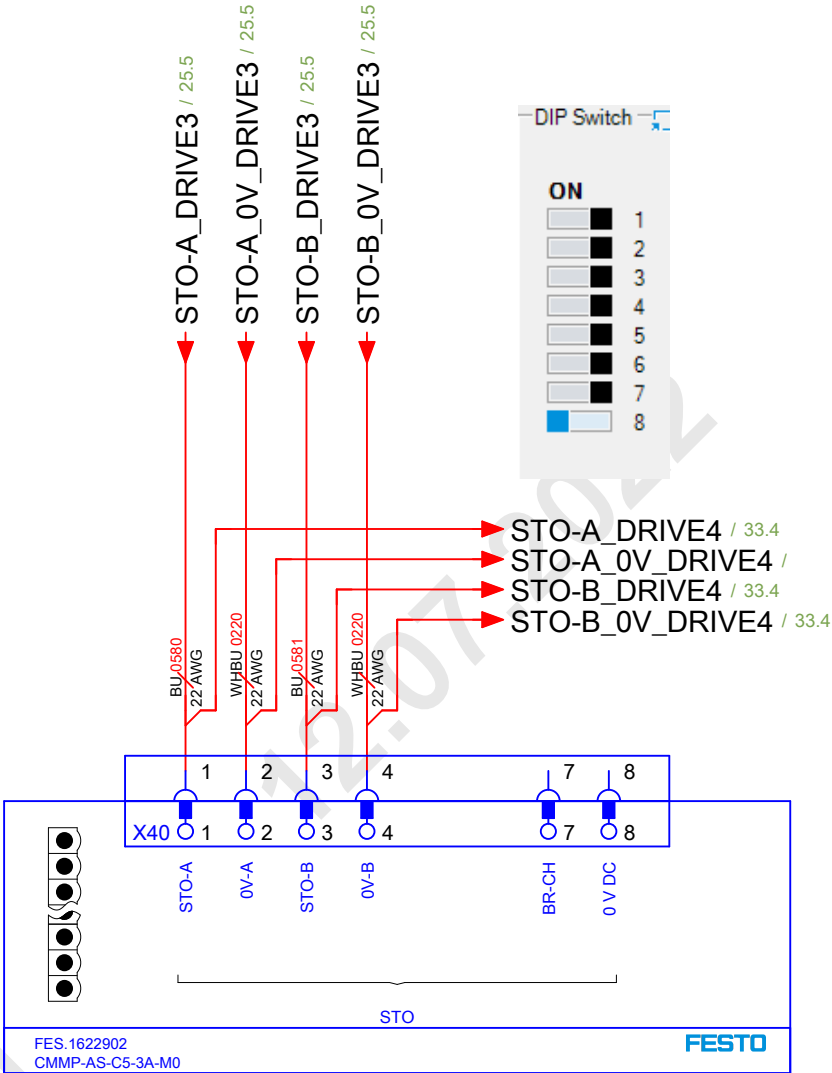 STO-A_DRIVE3 / 25.5
STO-A_0V_DRIVE3 / 25.5
STO-B_DRIVE3 / 25.5
STO-B_0V_DRIVE3 / 25.5
DIP Switch
ON
1
2
3
4
5
6
7
8
STO-A_DRIVE4 / 33.4
STO-A_0V_DRIVE4 /
STO-B_DRIVE4 / 33.4
STO-B_0V_DRIVE4 / 33.4
BU 0580
22 AWG
WHBU 0220
22 AWG
BU 0581
22 AWG
WHBU 0220
22 AWG
12.07.2022
1 2 3 4 7 8
X40 1 2 3 4 7 8
STO-A
0V-A
STO-B
0V-B
BR-CH
0 V DC
STO
FES.1622902
CMMP-AS-C5-3A-M0
FESTO